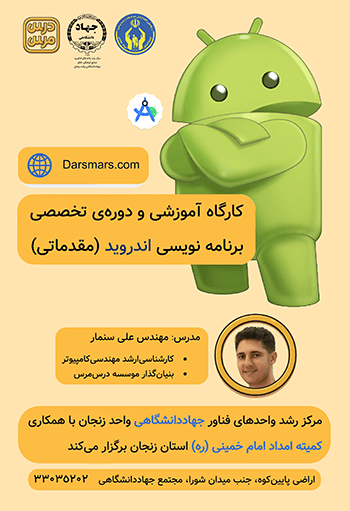 درس
مرس
جهاد
دانشگاهی
Darsmars.com
کارگاه آموزشی و دوره‌ی تخصصی
برنامه نویسی اندروید (مقدماتی)
مدرس: مهندس علی سنمار
• کارشناسی‌ارشد مهندسی‌کامپیوتر
• بنیان‌گذار موسسه درس‌مرس
مرکز رشد واحدهای فناور جهاددانشگاهی واحد زنجان با همکاری
کمیته امداد امام خمینی (ره) استان زنجان برگزار می‌کند
اراضی پایین‌کوه، جنب میدان شورا، مجتمع جهاددانشگاهی ۳۳۰۳۵۲۰۲